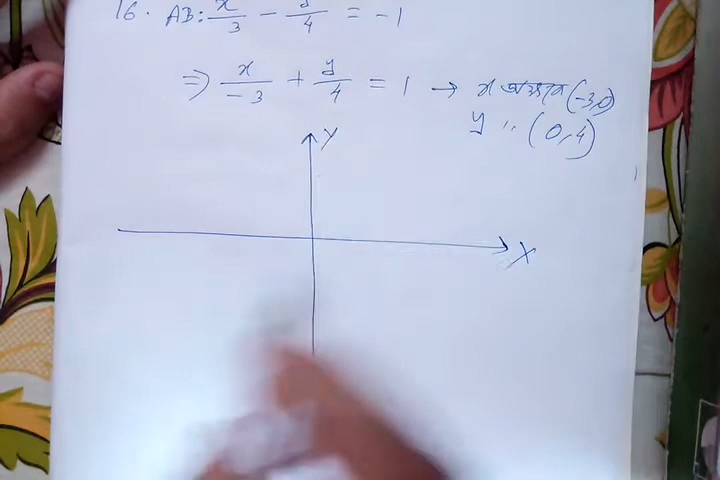 16. AB: x/3 - y/4 = -1
⇒ x/-3 + y/4 = 1 → x অক্ষকে (-3,0)
y ,, (0,4)
Y
X